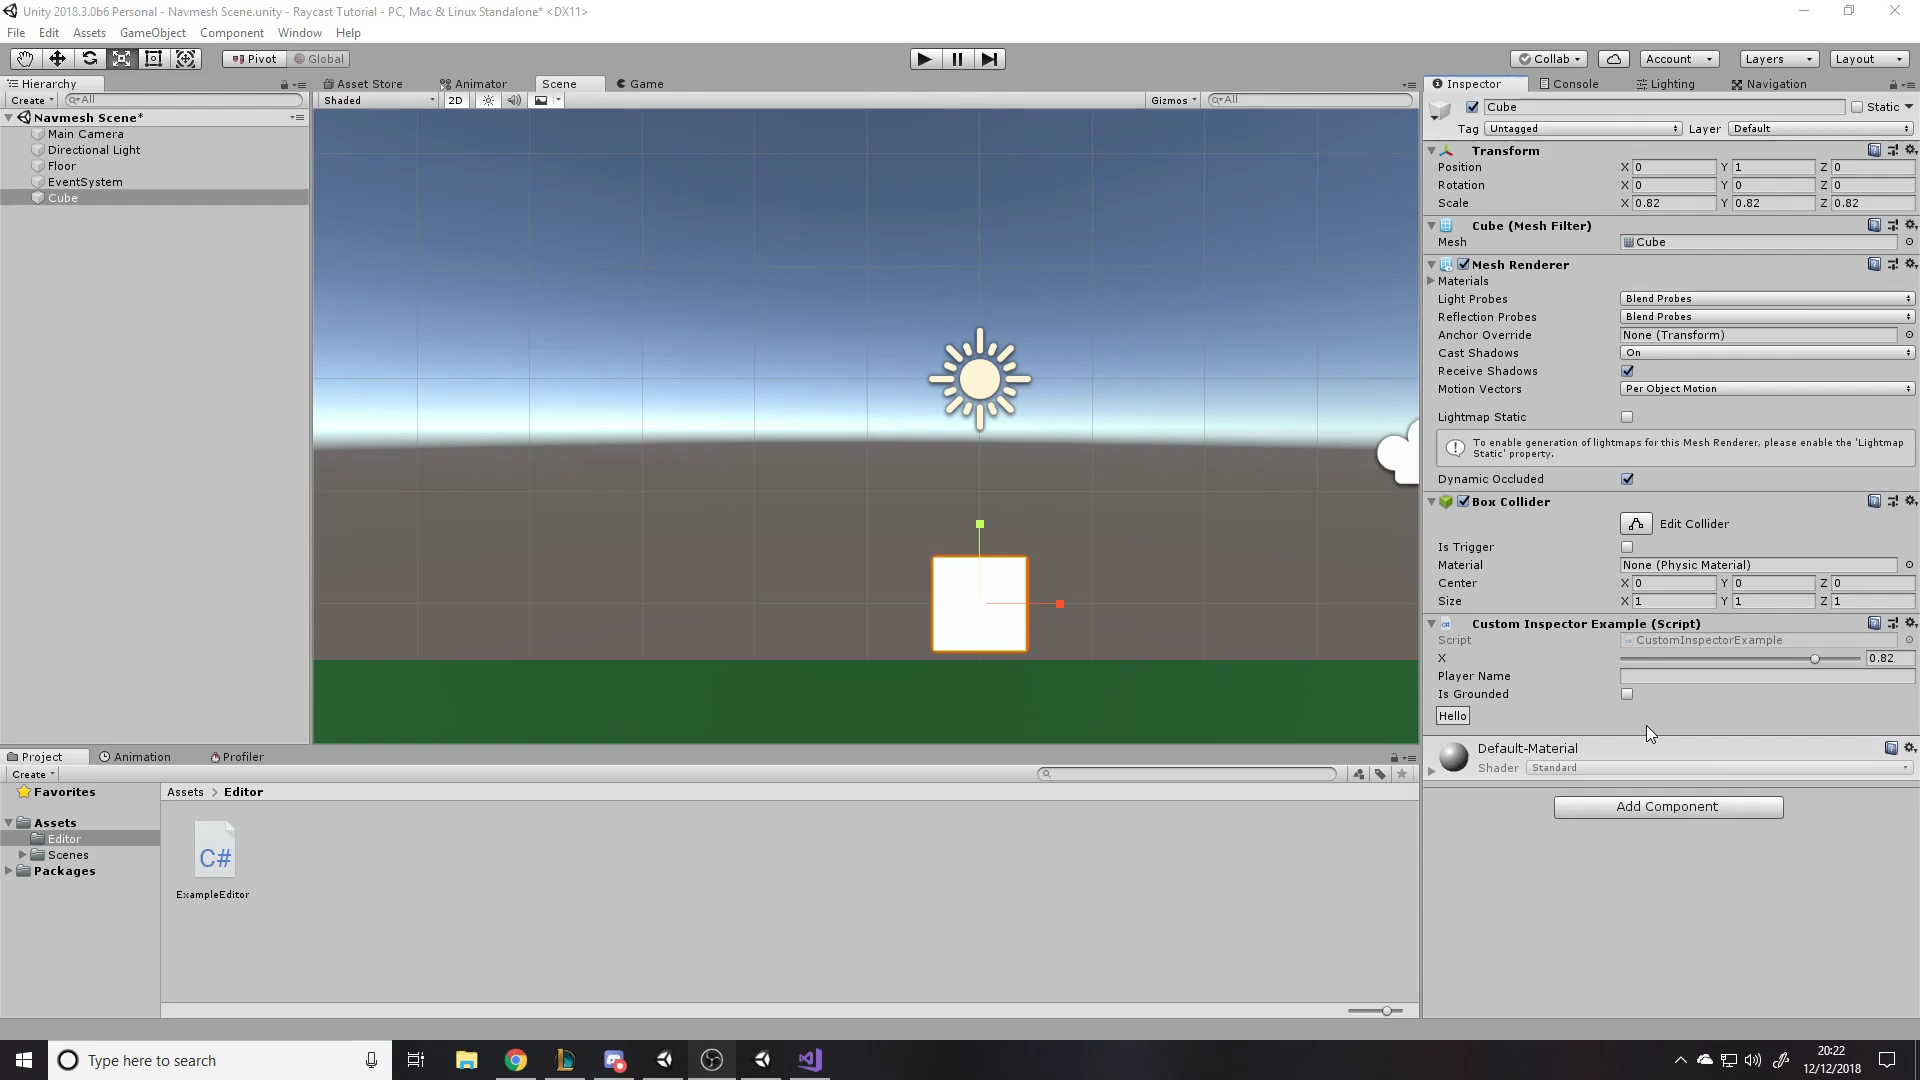 Unity 2018.3.0b6 Personal - Navmesh Scene.unity - Raycast Tutorial - PC, Mac & Linux Standalone* <DX11>
File Edit Assets GameObject Component Window Help
Pivot Global Collab Account Layers Layout
Hierarchy
Create All
Navmesh Scene*
Main Camera
Directional Light
Floor
EventSystem
Cube
Asset Store Animator Scene Game
Shaded 2D Gizmos All
Inspector Console Lighting Navigation
Cube Static
Tag Untagged Layer Default
Transform
Position X 0 Y 1 Z 0
Rotation X 0 Y 0 Z 0
Scale X 0.82 Y 0.82 Z 0.82
Cube (Mesh Filter)
Mesh Cube
Mesh Renderer
Materials
Light Probes Blend Probes
Reflection Probes Blend Probes
Anchor Override None (Transform)
Cast Shadows On
Receive Shadows
Motion Vectors Per Object Motion
Lightmap Static
To enable generation of lightmaps for this Mesh Renderer, please enable the 'Lightmap
Static' property.
Dynamic Occluded
Box Collider
Edit Collider
Is Trigger
Material None (Physic Material)
Center X 0 Y 0 Z 0
Size X 1 Y 1 Z 1
Custom Inspector Example (Script)
Script CustomInspectorExample
X 0.82
Player Name
Is Grounded
Hello
Default-Material
Shader Standard
Add Component
Project Animation Profiler
Create
Favorites
Assets
Editor
Scenes
Packages
Assets > Editor
C#
ExampleEditor
Type here to search
20:22
12/12/2018